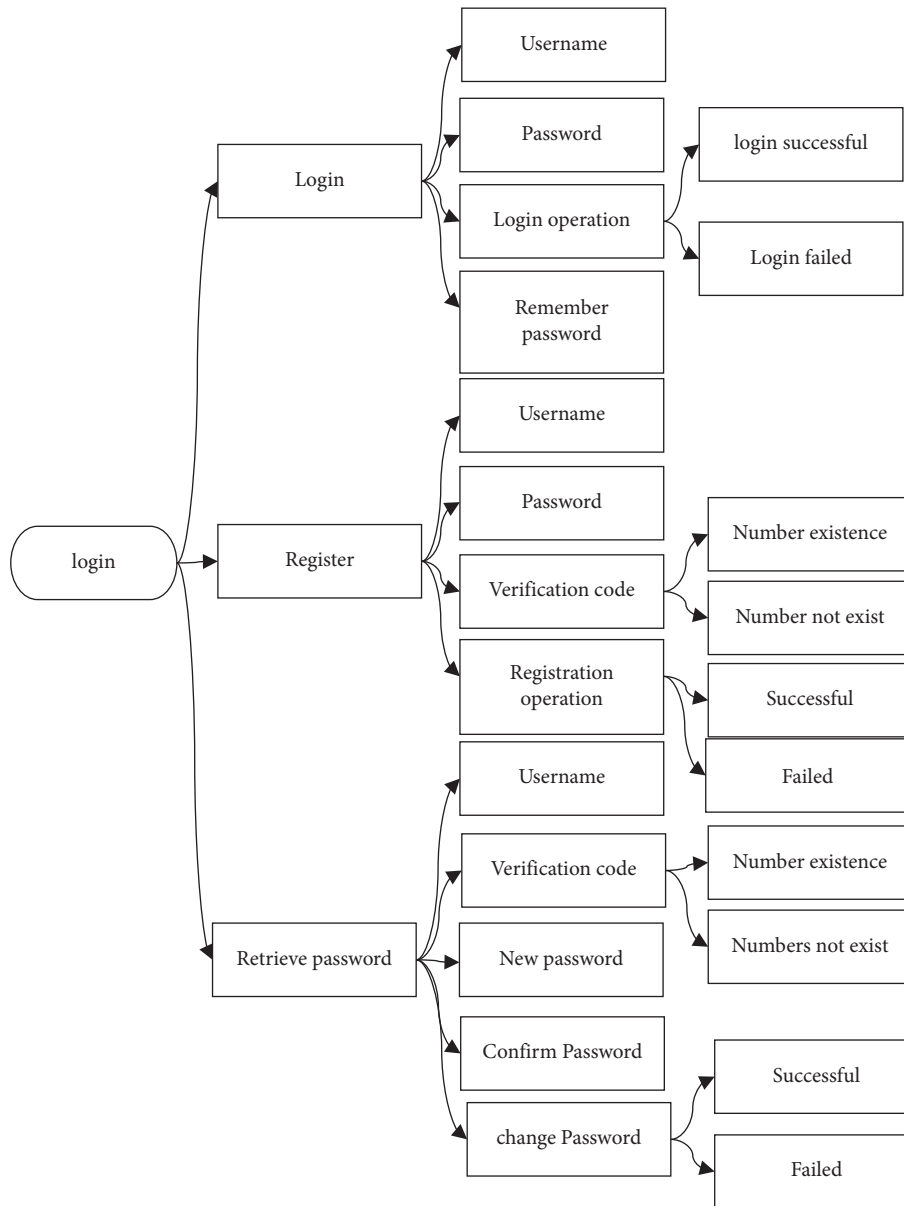 Username
Password
login successful
Login
Login operation
Login failed
Remember
password
Username
Password
Number existence
login
Register
Verification code
Number not exist
Registration
operation
Successful
Username
Failed
Verification code
Number existence
Retrieve password
New password
Numbers not exist
Confirm Password
Successful
change Password
Failed